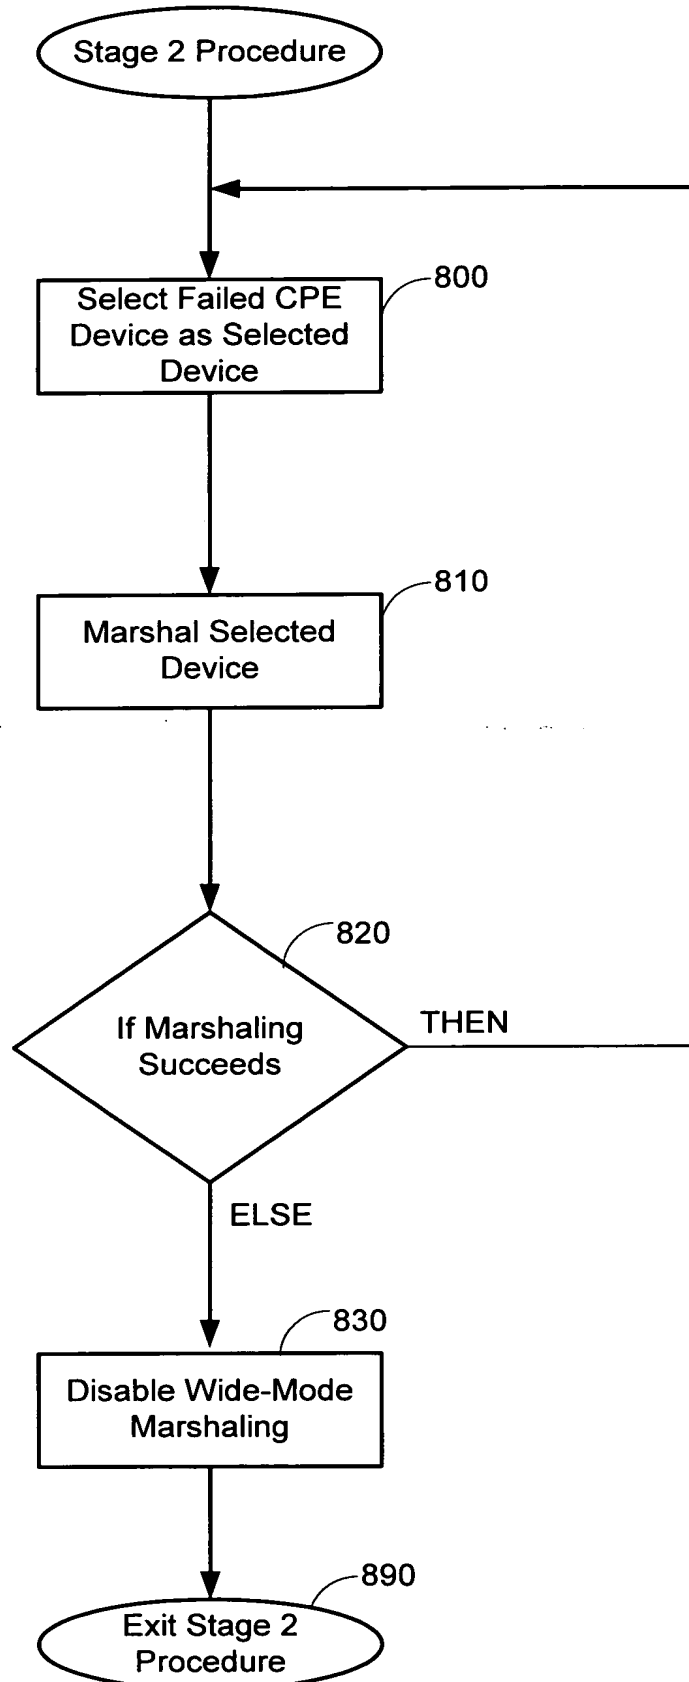 Stage 2 Procedure
800
Select Failed CPE
Device as Selected
Device
810
Marshal Selected
Device
820
If Marshaling
Succeeds
THEN
ELSE
830
Disable Wide-Mode
Marshaling
890
Exit Stage 2
Procedure